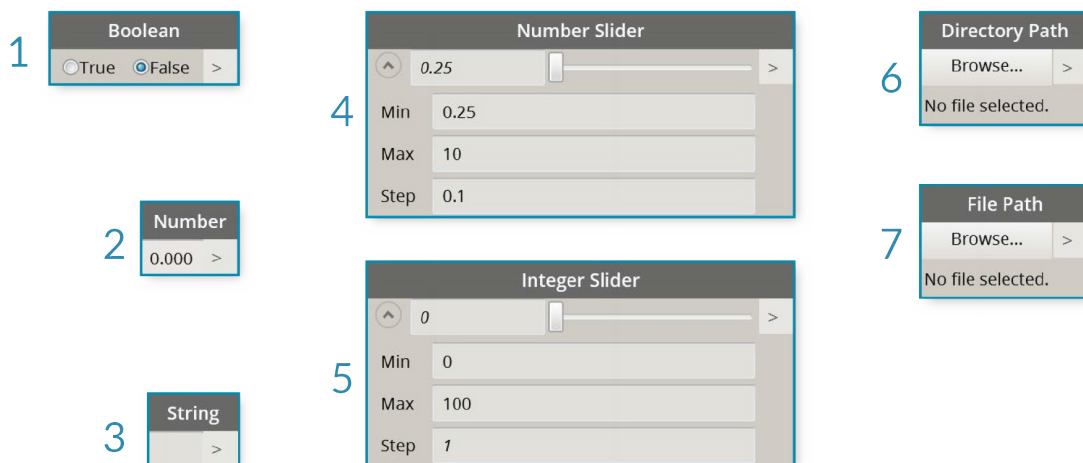 1
Boolean
True False >
2
Number
0.000 >
3
String
>
4
Number Slider
0.25 >
Min 0.25
Max 10
Step 0.1
5
Integer Slider
0 >
Min 0
Max 100
Step 1
6
Directory Path
Browse... >
No file selected.
7
File Path
Browse... >
No file selected.